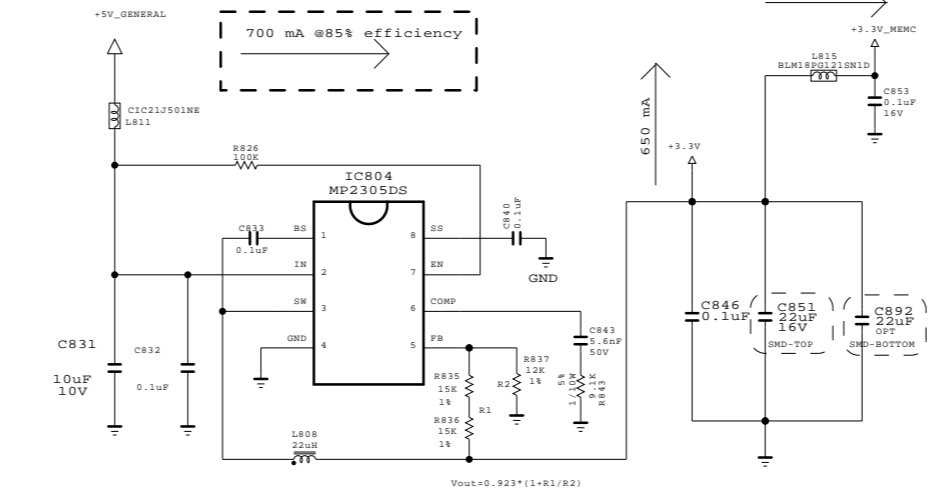 +5V_GENERAL
700 mA @85% efficiency
CIC21J501NE
L811
R826
100K
IC804
MP2305DS
C833
0.1uF
BS
1
IN
2
SW
3
GND
4
8
SS
7
EN
6
COMP
5
FB
C840
0.1uF
GND
C831
10uF
10V
C832
0.1uF
L808
22uH
R835
15K
1%
R836
15K
1%
R1
R2
R837
12K
1%
C843
5.6nF
50V
5%
1/10W
9.1K
R843
Vout=0.923*(1+R1/R2)
650 mA
+3.3V
L815
BLM18PG121SN1D
+3.3V_MEMC
C853
0.1uF
16V
C846
0.1uF
C851
22uF
16V
SMD-TOP
C892
22uF
OPT
SMD-BOTTOM